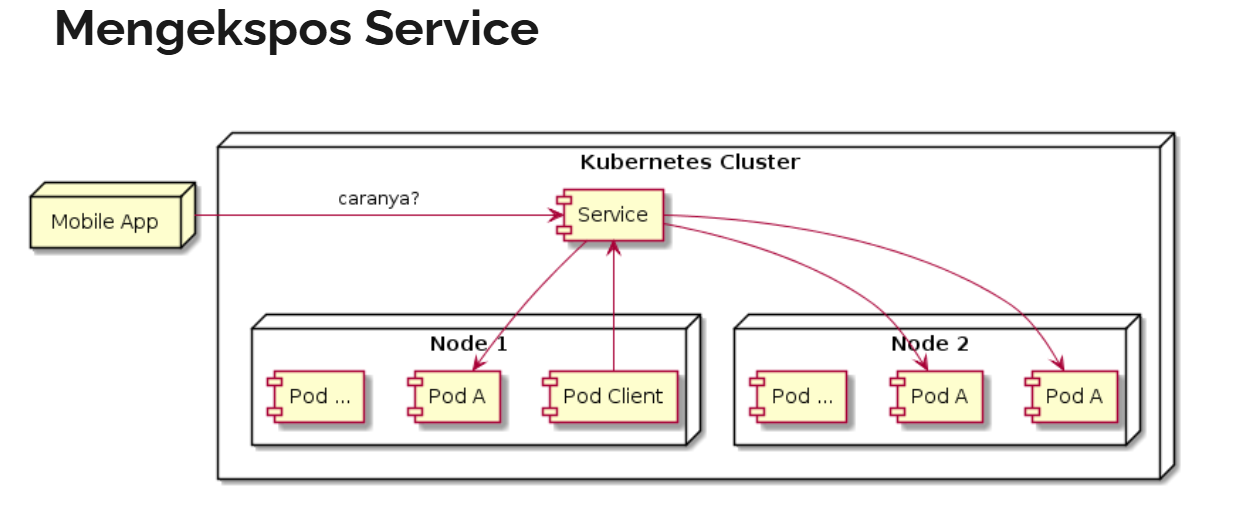 Mengekspos Service
Kubernetes Cluster
Mobile App
caranya?
Service
Node 1
Pod ...
Pod A
Pod Client
Node 2
Pod ...
Pod A
Pod A